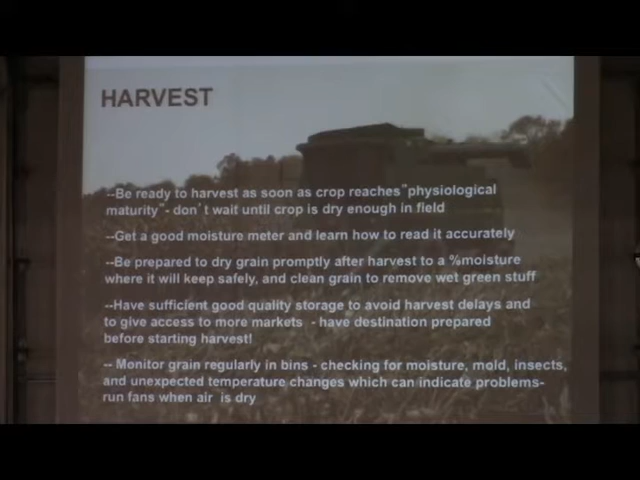 HARVEST
--Be ready to harvest as soon as crop reaches "physiological
maturity" - don't wait until crop is dry enough in field
--Get a good moisture meter and learn how to read it accurately
--Be prepared to dry grain promptly after harvest to a %moisture
where it will keep safely, and clean grain to remove wet green stuff
--Have sufficient good quality storage to avoid harvest delays and
to give access to more markets - have destination prepared
before starting harvest!
-- Monitor grain regularly in bins - checking for moisture, mold, insects,
and unexpected temperature changes which can indicate problems-
run fans when air is dry